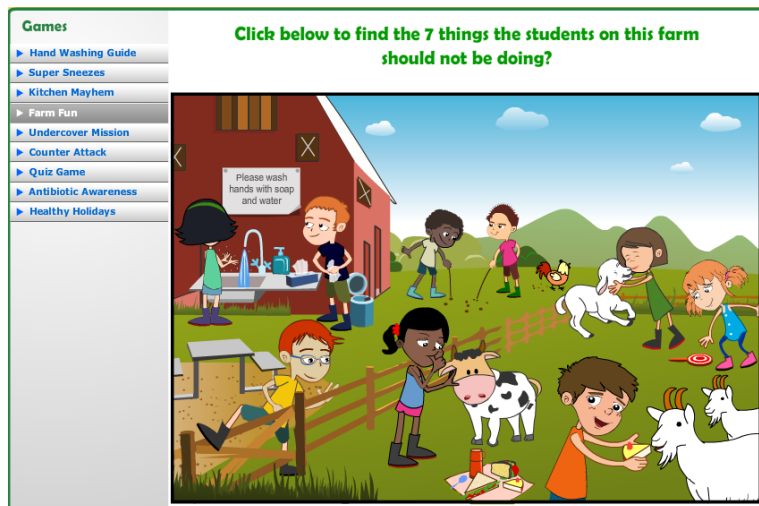 Games
Hand Washing Guide
Super Sneezes
Kitchen Mayhem
Farm Fun
Undercover Mission
Counter Attack
Quiz Game
Antibiotic Awareness
Healthy Holidays
Click below to find the 7 things the students on this farm
should not be doing?
Please wash
hands with soap
and water